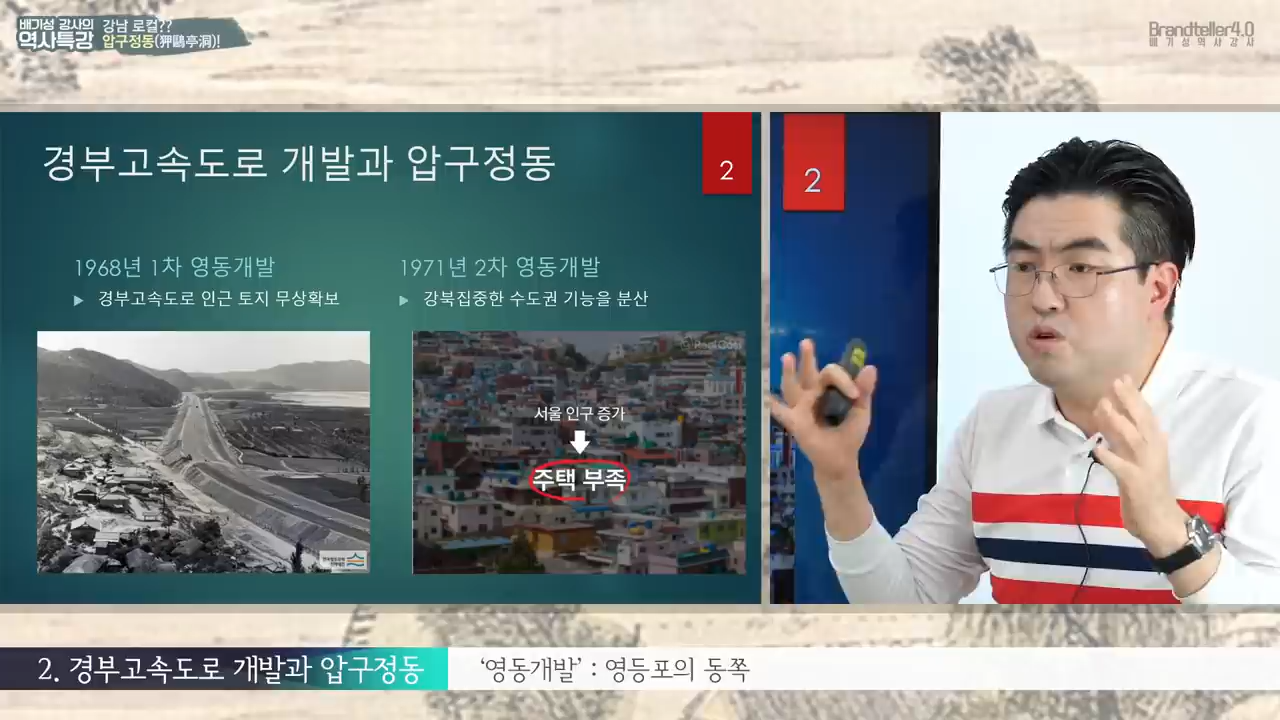 배기성 강사의
역사특강
강남 로컬??
압구정동(狎鷗亭洞)!
Brandteller4.0
배기성역사강사
경부고속도로 개발과 압구정동
2
1968년 1차 영동개발
▶ 경부고속도로 인근 토지 무상확보
1971년 2차 영동개발
▶ 강북집중한 수도권 기능을 분산
서울 인구 증가
주택 부족
2
2. 경부고속도로 개발과 압구정동
‘영동개발’ : 영등포의 동쪽